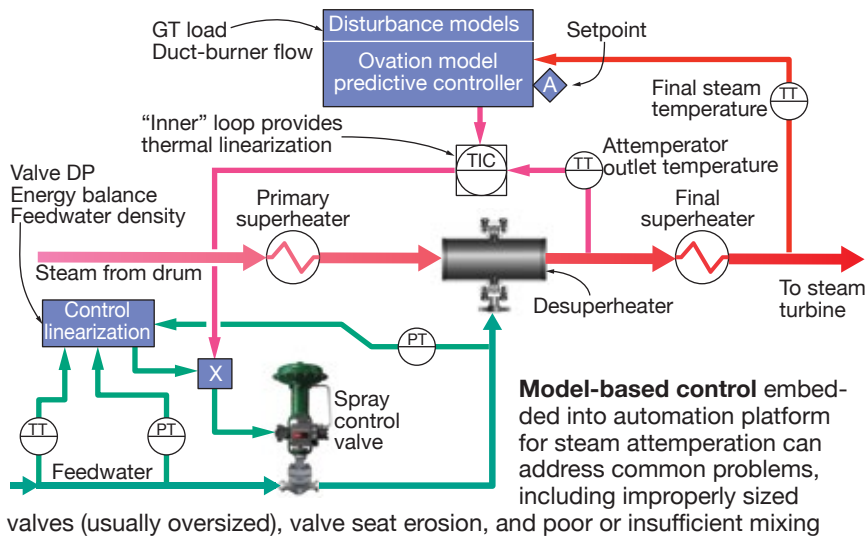 GT load
Duct-burner flow
Disturbance models
Ovation model
predictive controller
A
Setpoint
Final steam
temperature
TT
“Inner” loop provides
thermal linearization
TIC
TT
Attemperator
outlet temperature
Valve DP
Energy balance
Feedwater density
Primary
superheater
Final
superheater
Steam from drum
Desuperheater
To steam
turbine
Control
linearization
PT
X
TT
PT
Spray
control
valve
Feedwater
Model-based control embed-
ded into automation platform
for steam attemperation can
address common problems,
including improperly sized
valves (usually oversized), valve seat erosion, and poor or insufficient mixing